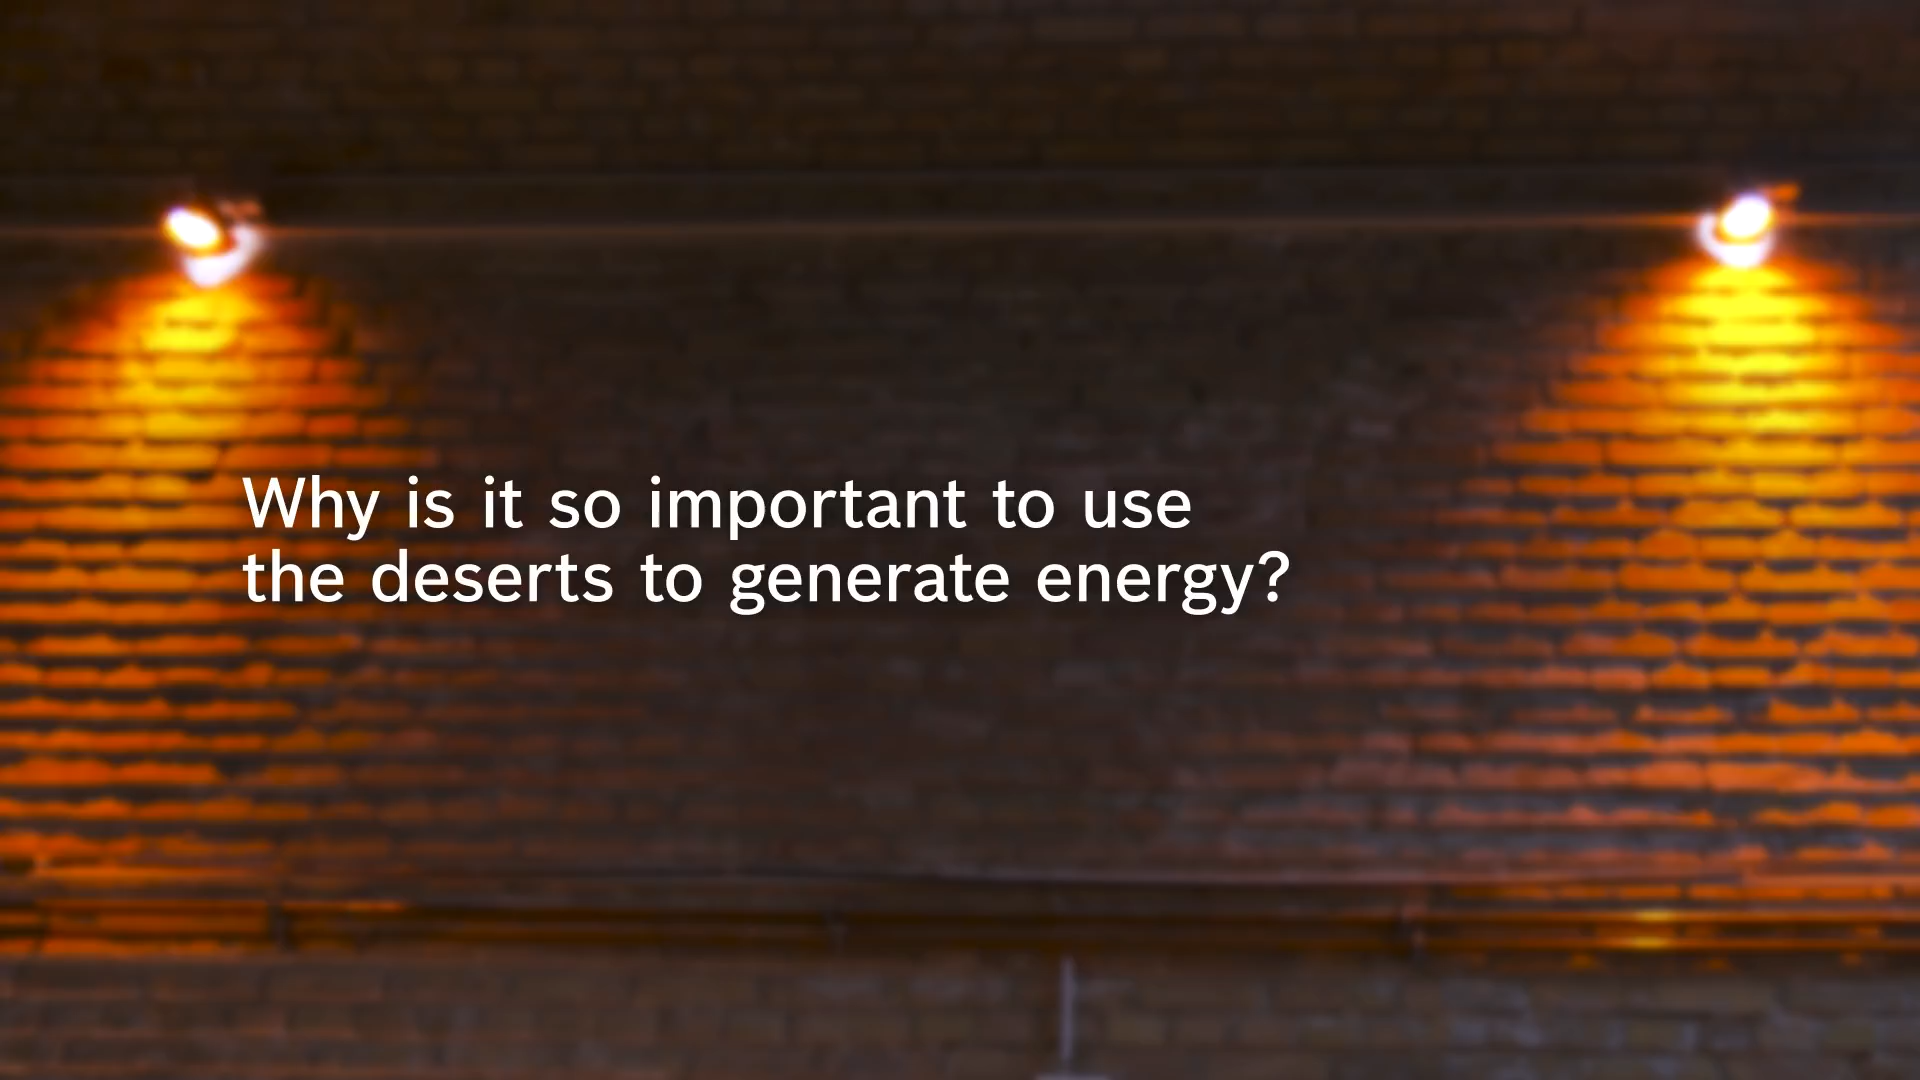 Why is it so important to use
the deserts to generate energy?